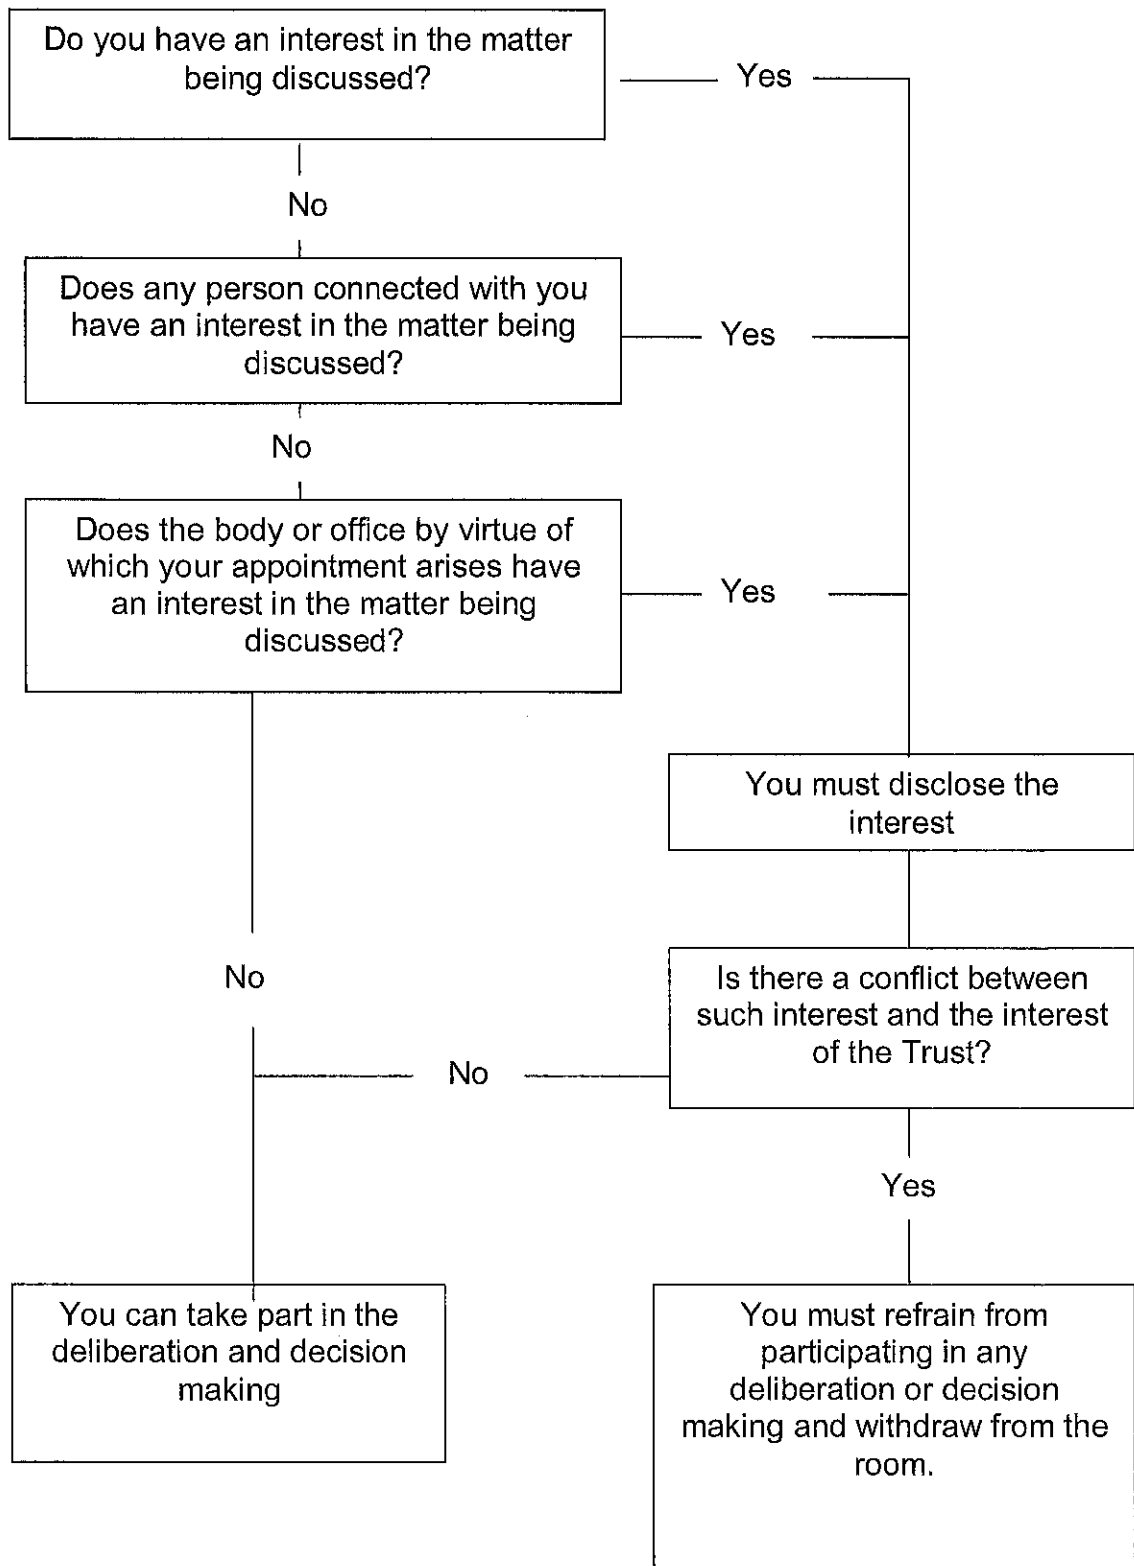 Do you have an interest in the matter
being discussed?
Yes
No
Does any person connected with you
have an interest in the matter being
discussed?
Yes
No
Does the body or office by virtue of
which your appointment arises have
an interest in the matter being
discussed?
Yes
You must disclose the
interest
No
Is there a conflict between
such interest and the interest
of the Trust?
No
Yes
You can take part in the
deliberation and decision
making
You must refrain from
participating in any
deliberation or decision
making and withdraw from the
room.